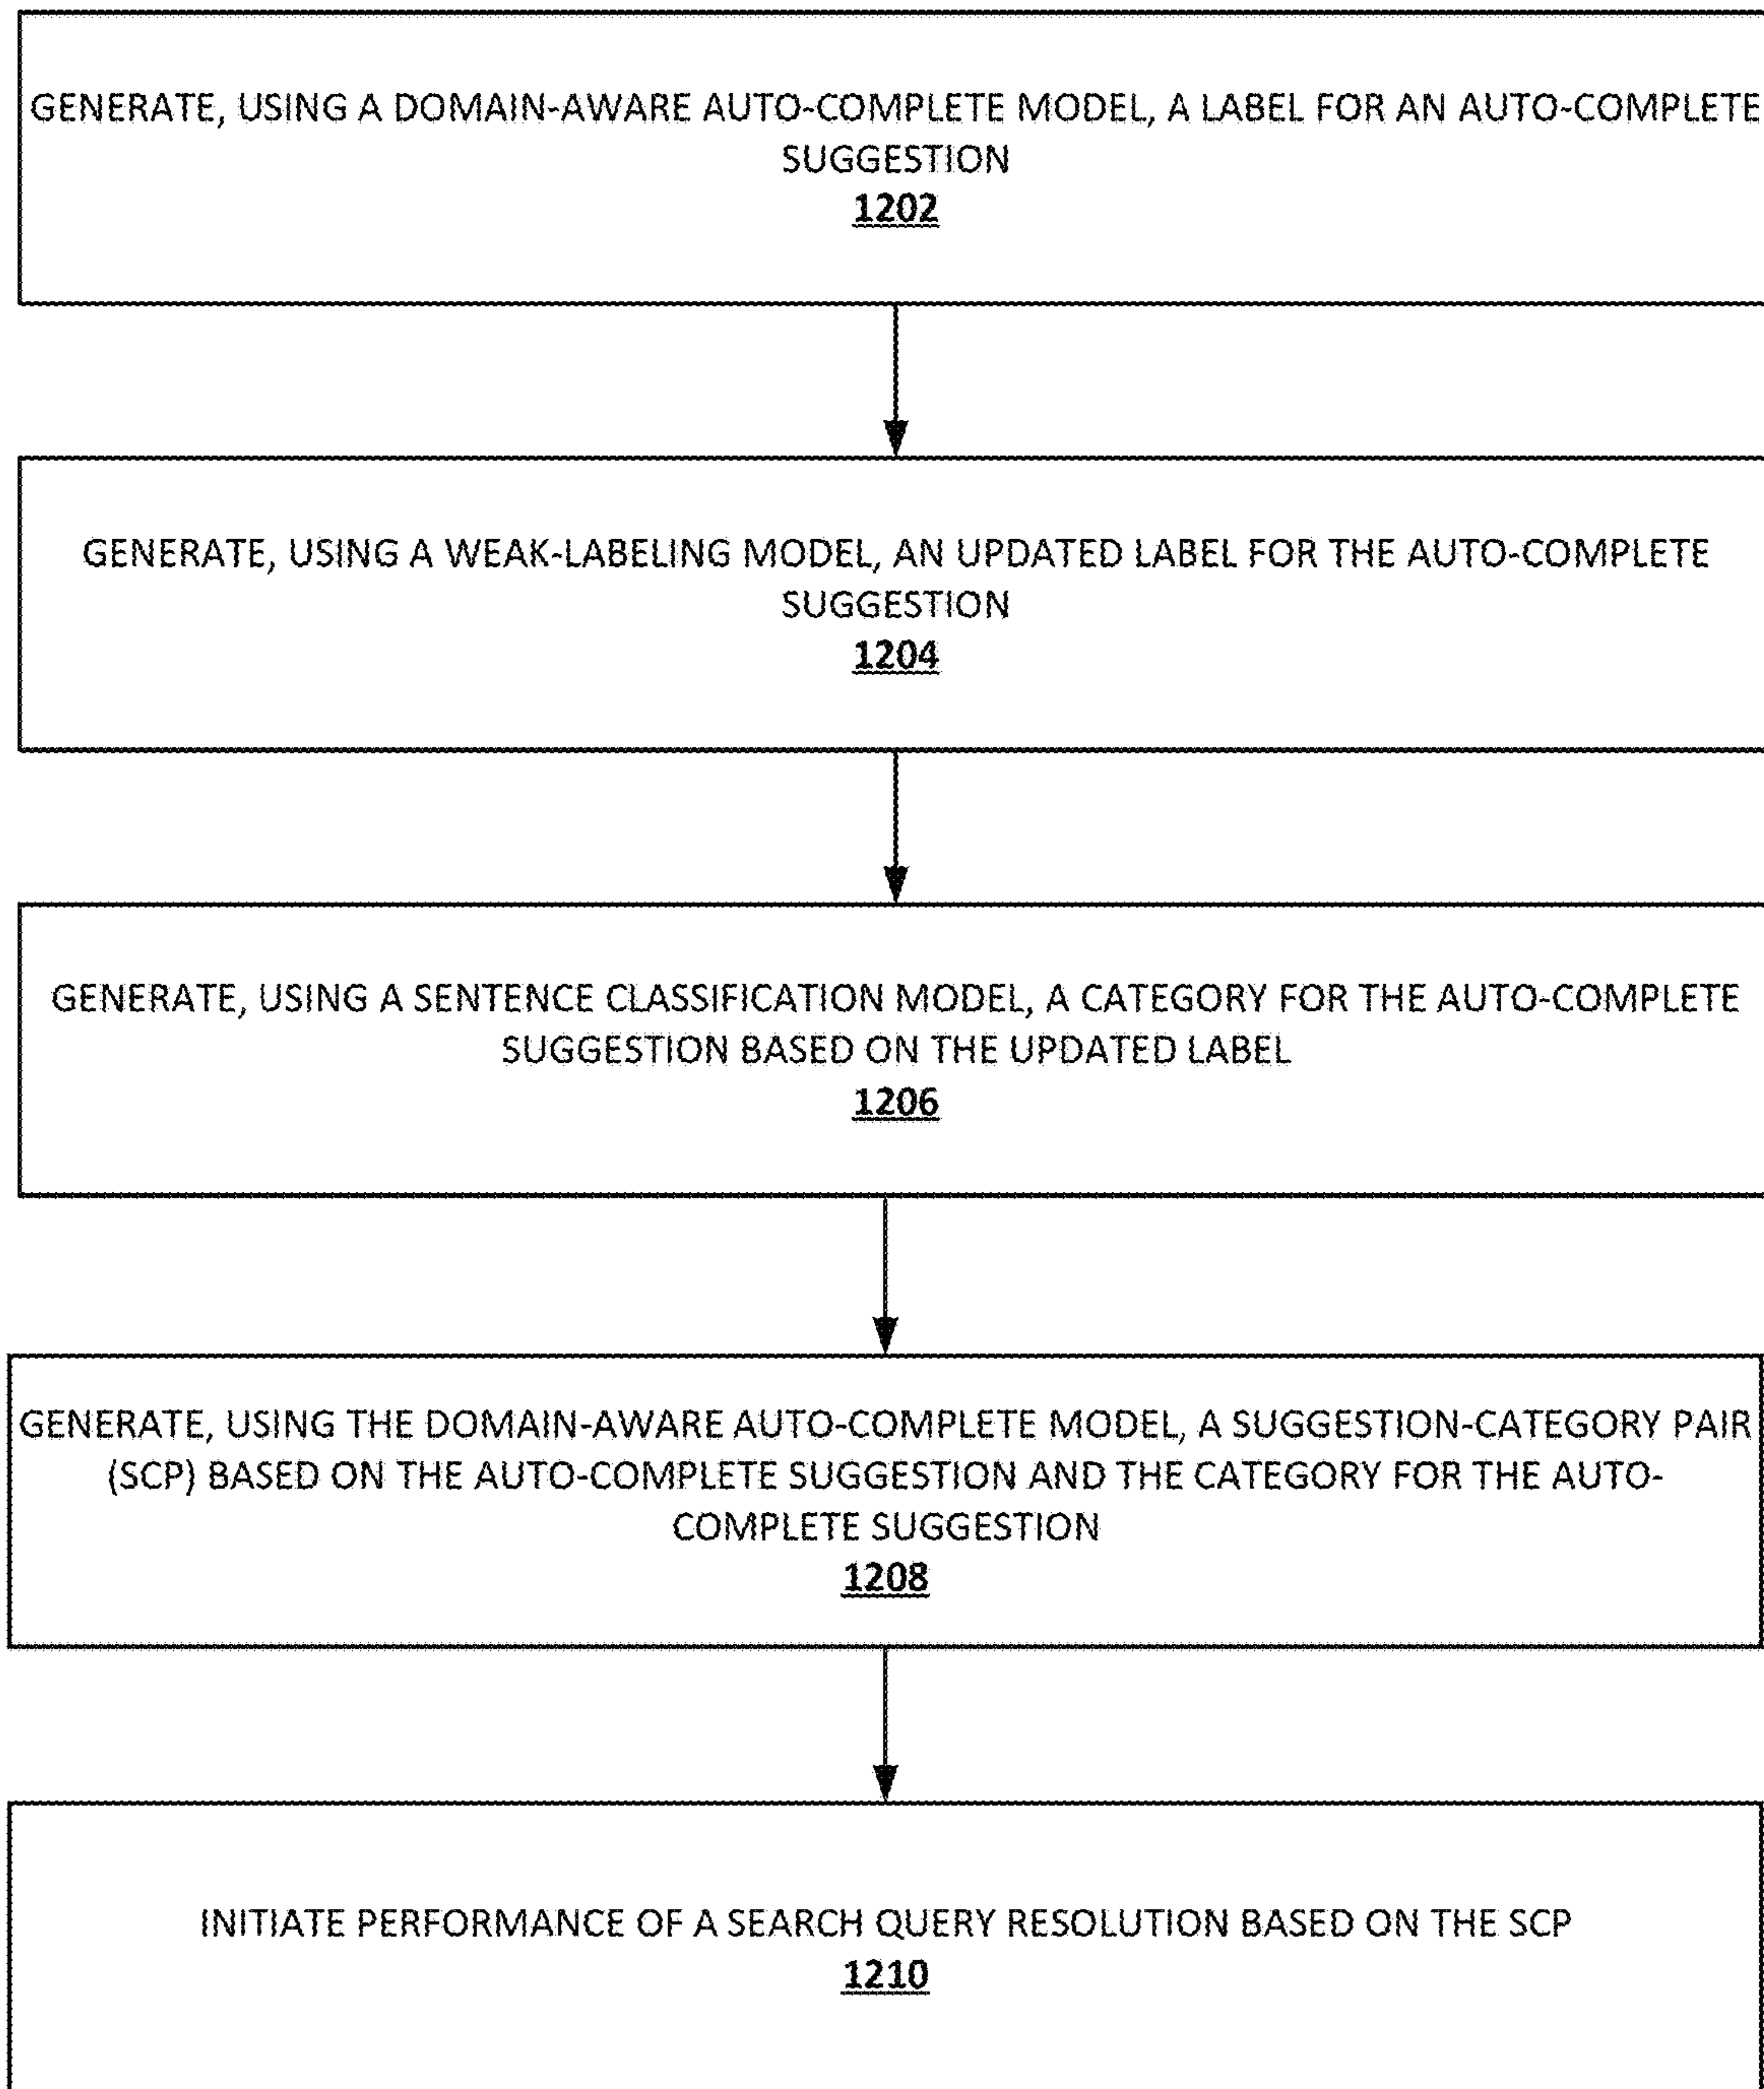 GENERATE, USING A DOMAIN-AWARE AUTO-COMPLETE MODEL, A LABEL FOR AN AUTO-COMPLETE
SUGGESTION
1202
GENERATE, USING A WEAK-LABELING MODEL, AN UPDATED LABEL FOR THE AUTO-COMPLETE
SUGGESTION
1204
GENERATE, USING A SENTENCE CLASSIFICATION MODEL, A CATEGORY FOR THE AUTO-COMPLETE
SUGGESTION BASED ON THE UPDATED LABEL
1206
GENERATE, USING THE DOMAIN-AWARE AUTO-COMPLETE MODEL, A SUGGESTION-CATEGORY PAIR
(SCP) BASED ON THE AUTO-COMPLETE SUGGESTION AND THE CATEGORY FOR THE AUTO-
COMPLETE SUGGESTION
1208
INITIATE PERFORMANCE OF A SEARCH QUERY RESOLUTION BASED ON THE SCP
1210